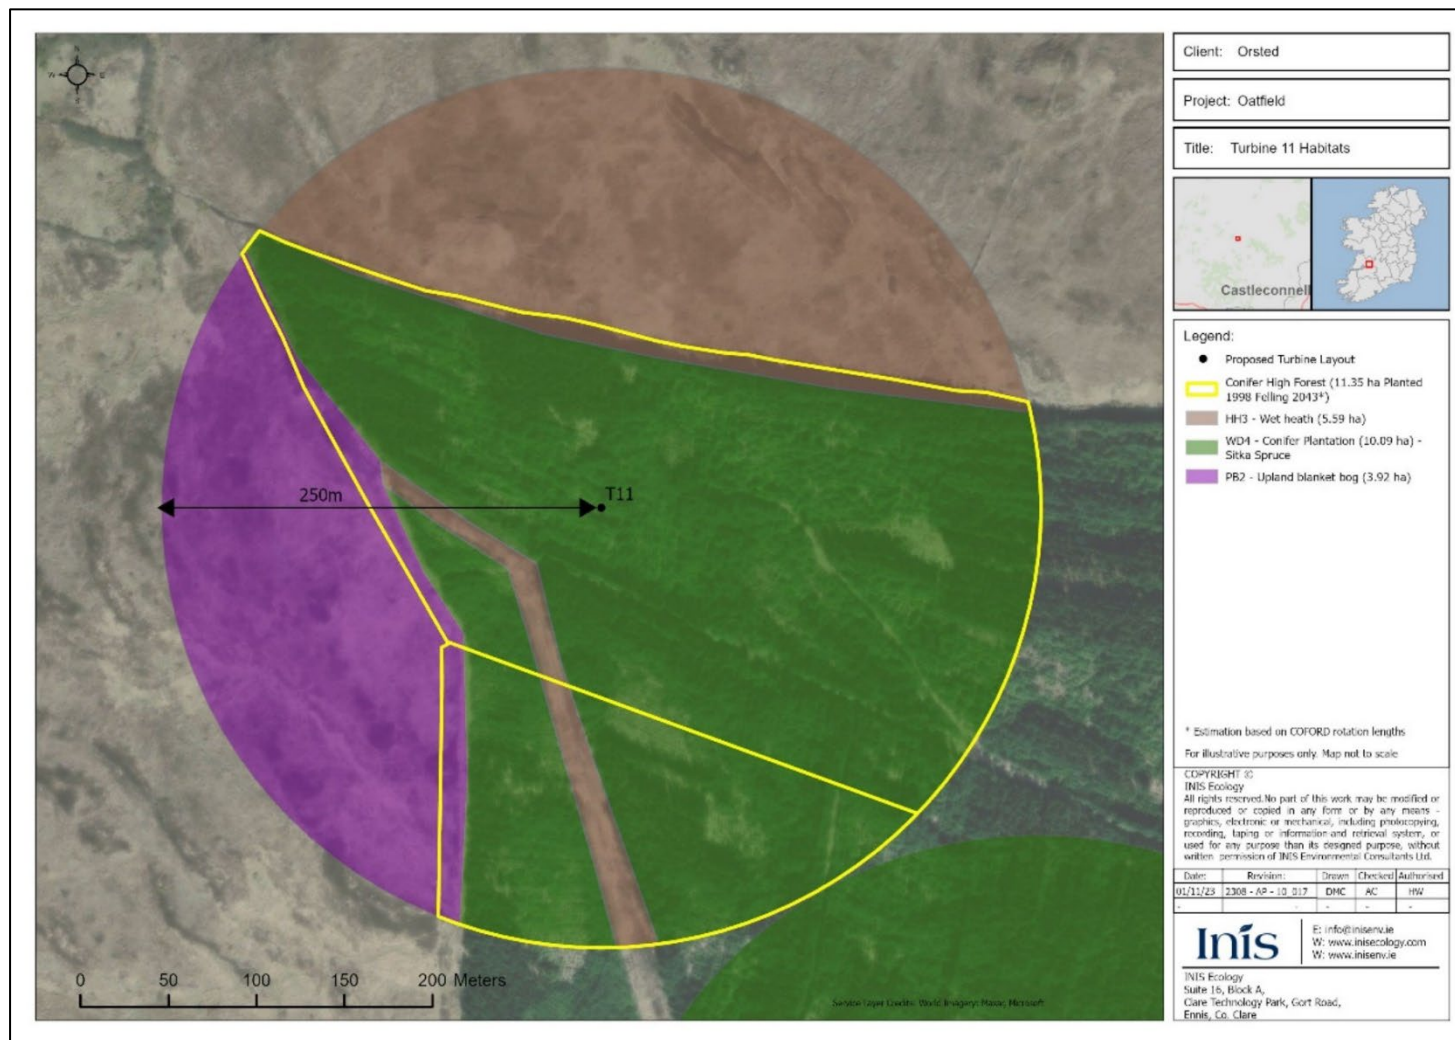 N
W
E
S
250m
T11
0
50
100
150
200 Meters
Service Layer Credits: World Imagery: Maxar, Microsoft
Client: Orsted
Project: Oatfield
Title: Turbine 11 Habitats
Castleconnell
Legend:
Proposed Turbine Layout
Conifer High Forest (11.35 ha Planted
1998 Felling 2043*)
HH3 - Wet heath (5.59 ha)
WD4 - Conifer Plantation (10.09 ha) -
Sitka Spruce
PB2 - Upland blanket bog (3.92 ha)
* Estimation based on COFORD rotation lengths
For illustrative purposes only. Map not to scale
COPYRIGHT ©
INIS Ecology
All rights reserved.No part of this work may be modified or
reproduced or copied in any form or by any means -
graphics, electronic or mechanical, including photocopying,
recording, taping or information and retrieval system, or
used for any purpose than its designed purpose, without
written permission of INIS Environmental Consultants Ltd.
Date: Revision: Drawn Checked Authorised
01/11/23 2308 - AP - 10_017 DMC AC HW
- - - - -
Inis
E: info@inisenv.ie
W: www.inisecology.com
W: www.inisenv.ie
INIS Ecology
Suite 16, Block A,
Clare Technology Park, Gort Road,
Ennis, Co. Clare